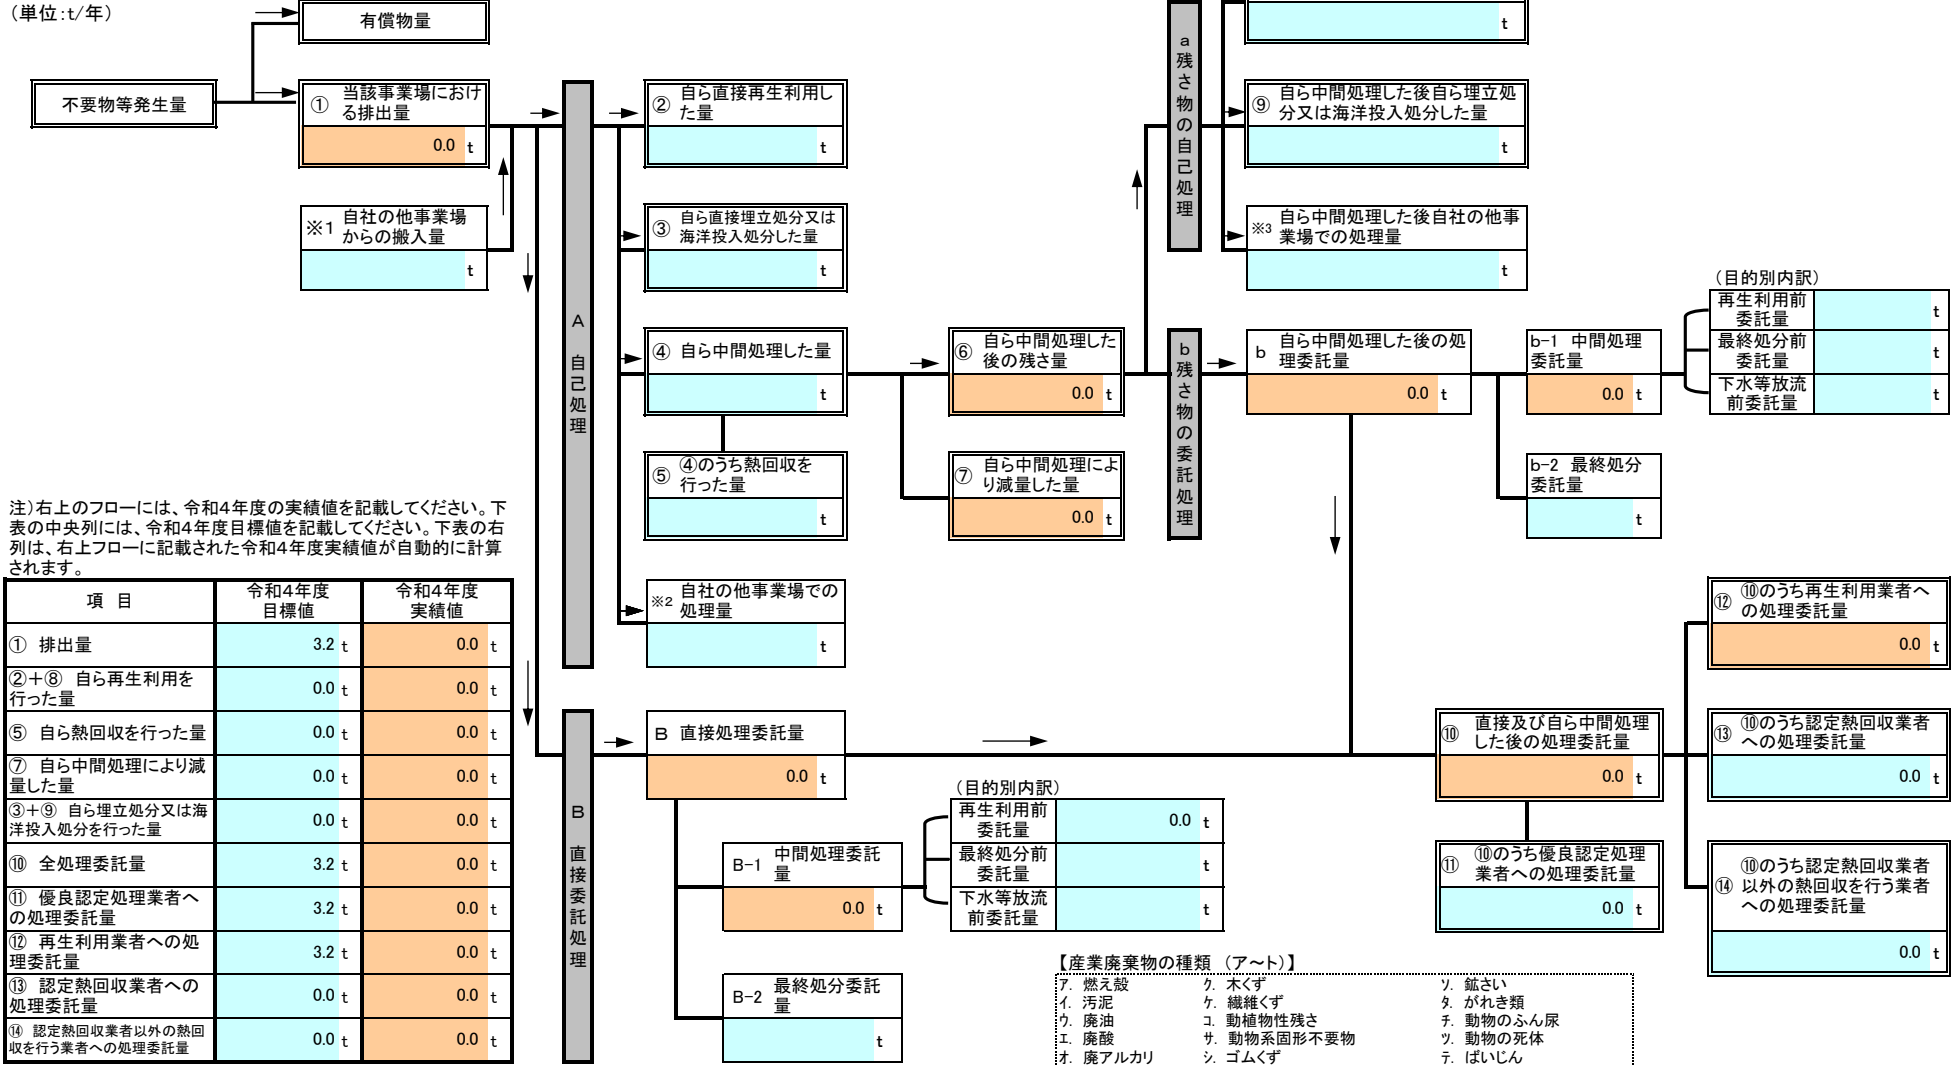 (単位:t/年)
有償物量
t
不要物等発生量
① 当該事業場におけ
る排出量
0.0 t
※1 自社の他事業場
からの搬入量
t
A 自己処理
② 自ら直接再生利用し
た量
t
③ 自ら直接埋立処分又は
海洋投入処分した量
t
④ 自ら中間処理した量
t
⑤ ④のうち熱回収を
行った量
t
※2 自社の他事業場での
処理量
t
⑥ 自ら中間処理した
後の残さ量
0.0 t
⑦ 自ら中間処理によ
り減量した量
0.0 t
a 残さ物の自己処理
⑨ 自ら中間処理した後自ら埋立処
分又は海洋投入処分した量
t
※3 自ら中間処理した後自社の他事
業場での処理量
t
b 残さ物の委託処理
b 自ら中間処理した後の処
理委託量
0.0 t
b-1 中間処理
委託量
0.0 t
b-2 最終処分
委託量
t
(目的別内訳)
再生利用前
委託量
t
最終処分前
委託量
t
下水等放流
前委託量
t
注)右上のフローには、令和4年度の実績値を記載してください。下
表の中央列には、令和4年度目標値を記載してください。下表の右
列は、右上フローに記載された令和4年度実績値が自動的に計算
されます。
項 目
令和4年度
目標値
令和4年度
実績値
① 排出量
3.2 t 0.0 t
②+⑧ 自ら再生利用を
行った量
0.0 t 0.0 t
⑤ 自ら熱回収を行った量
0.0 t 0.0 t
⑦ 自ら中間処理により減
量した量
0.0 t 0.0 t
③+⑨ 自ら埋立処分又は海
洋投入処分を行った量
0.0 t 0.0 t
⑩ 全処理委託量
3.2 t 0.0 t
⑪ 優良認定処理業者へ
の処理委託量
3.2 t 0.0 t
⑫ 再生利用業者への処
理委託量
3.2 t 0.0 t
⑬ 認定熱回収業者への
処理委託量
0.0 t 0.0 t
⑭ 認定熱回収業者以外の熱回
収を行う業者への処理委託量
0.0 t 0.0 t
B 直接委託処理
B 直接処理委託量
0.0 t
B-1 中間処理委託
量
0.0 t
B-2 最終処分委託
量
t
(目的別内訳)
再生利用前
委託量
0.0 t
最終処分前
委託量
t
下水等放流
前委託量
t
⑩ 直接及び自ら中間処理
した後の処理委託量
0.0 t
⑪ ⑩のうち優良認定処理
業者への処理委託量
0.0 t
⑫ ⑩のうち再生利用業者へ
の処理委託量
0.0 t
⑬ ⑩のうち認定熱回収業者
への処理委託量
0.0 t
⑭ ⑩のうち認定熱回収業者
以外の熱回収を行う業者
への処理委託量
0.0 t
【産業廃棄物の種類 (ア~ト)】
ア. 燃え殻 ク. 木くず ソ. 鉱さい
イ. 汚泥 ケ. 繊維くず タ. がれき類
ウ. 廃油 コ. 動植物性残さ チ. 動物のふん尿
エ. 廃酸 サ. 動物系固形不要物 ツ. 動物の死体
オ. 廃アルカリ シ. ゴムくず テ. ばいじん